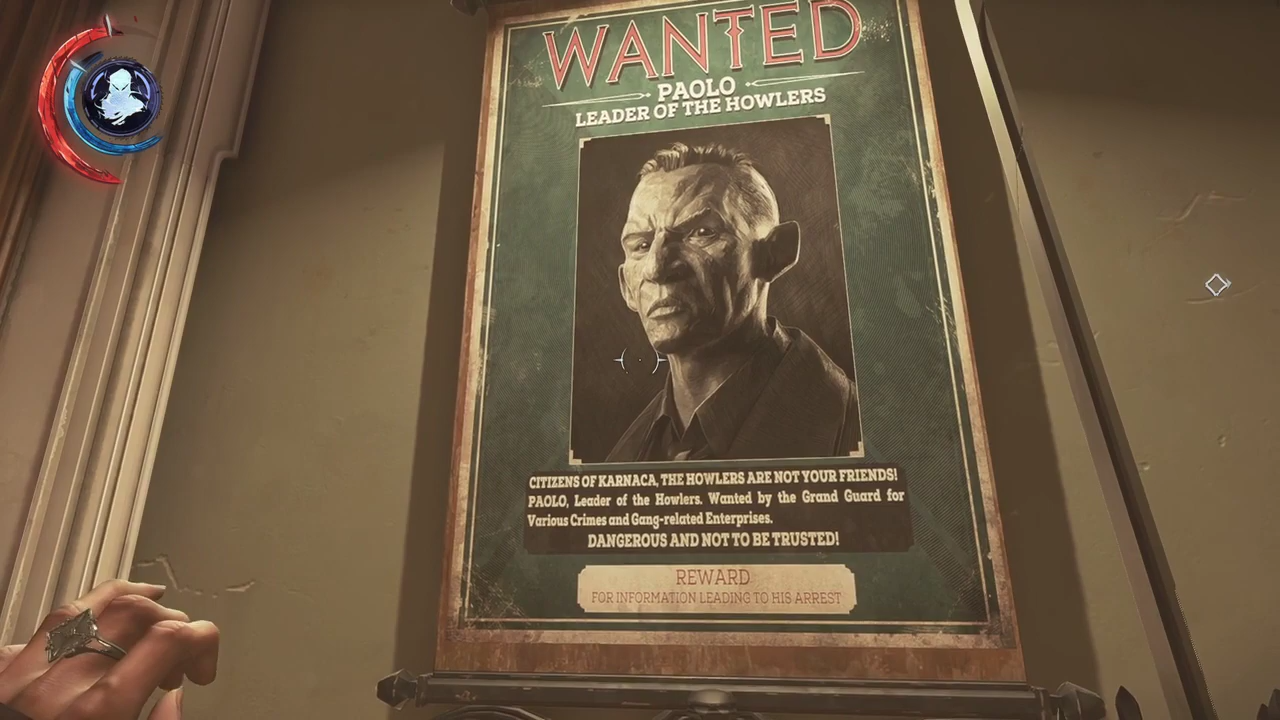 WANTED
PAOLO
LEADER OF THE HOWLERS
CITIZENS OF KARNACA, THE HOWLERS ARE NOT YOUR FRIENDS!
PAOLO, Leader of the Howlers. Wanted by the Grand Guard for
Various Crimes and Gang-related Enterprises.
DANGEROUS AND NOT TO BE TRUSTED!
REWARD
FOR INFORMATION LEADING TO HIS ARREST